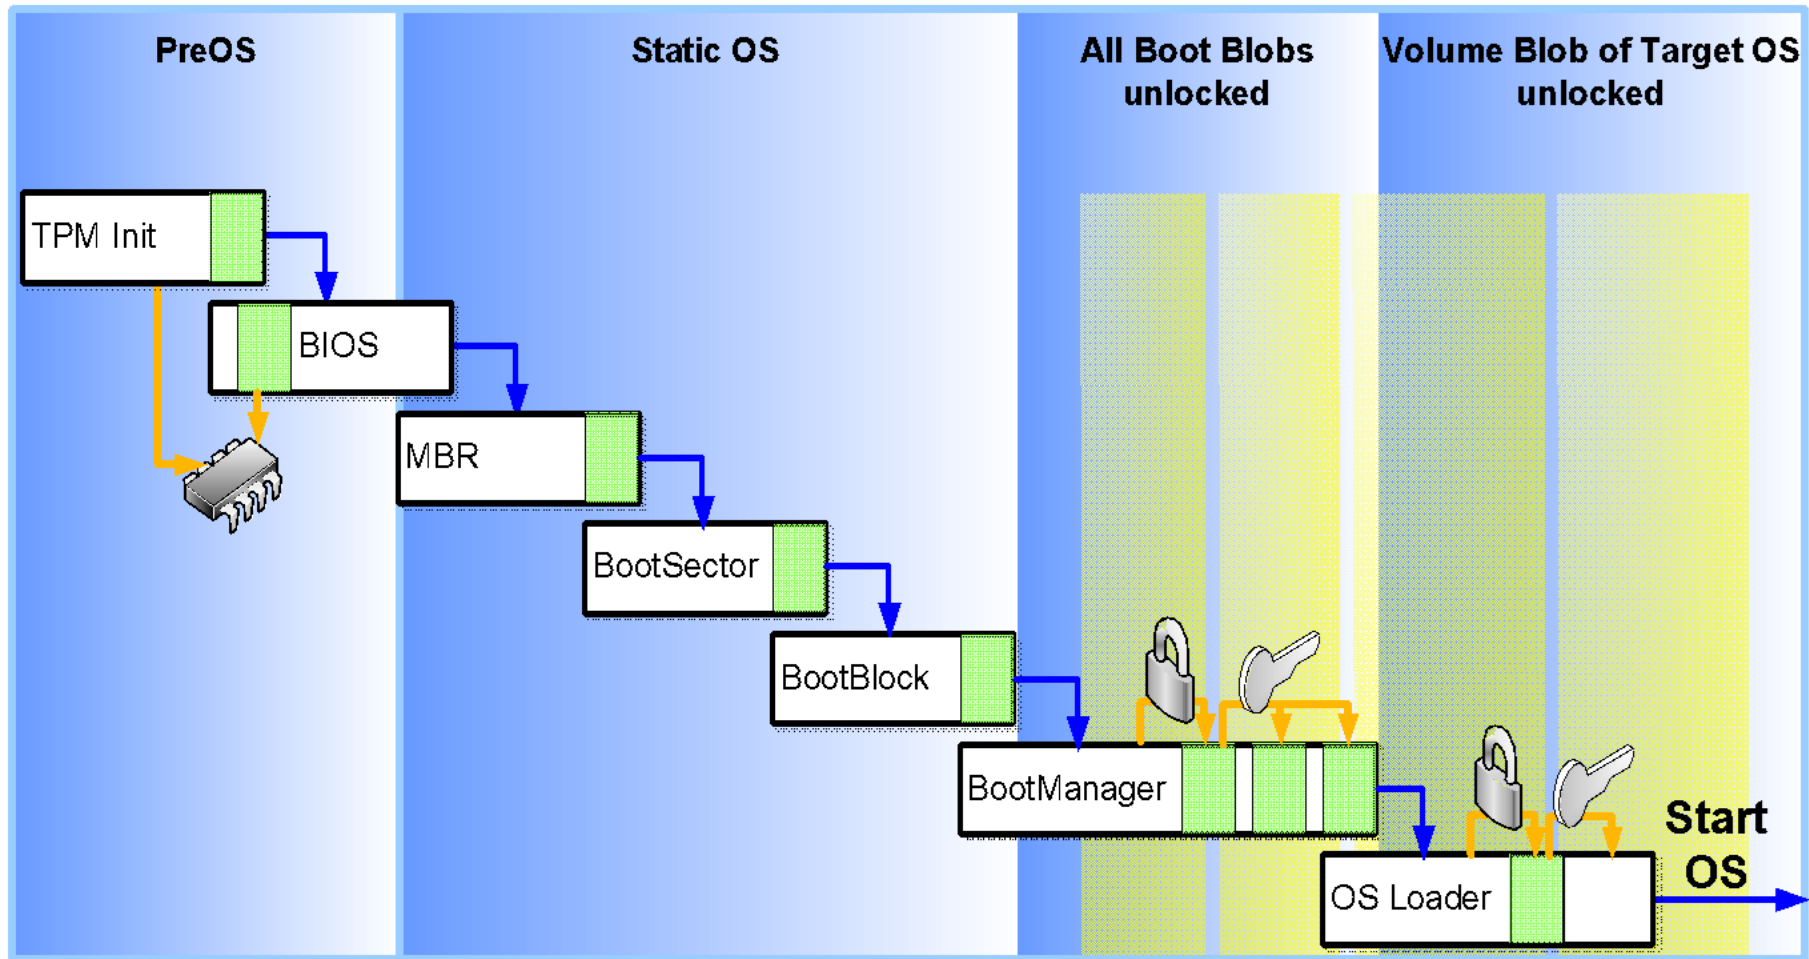 PreOS
Static OS
All Boot Blobs
unlocked
Volume Blob of Target OS
unlocked
TPM Init
BIOS
MBR
BootSector
BootBlock
BootManager
OS Loader
Start
OS